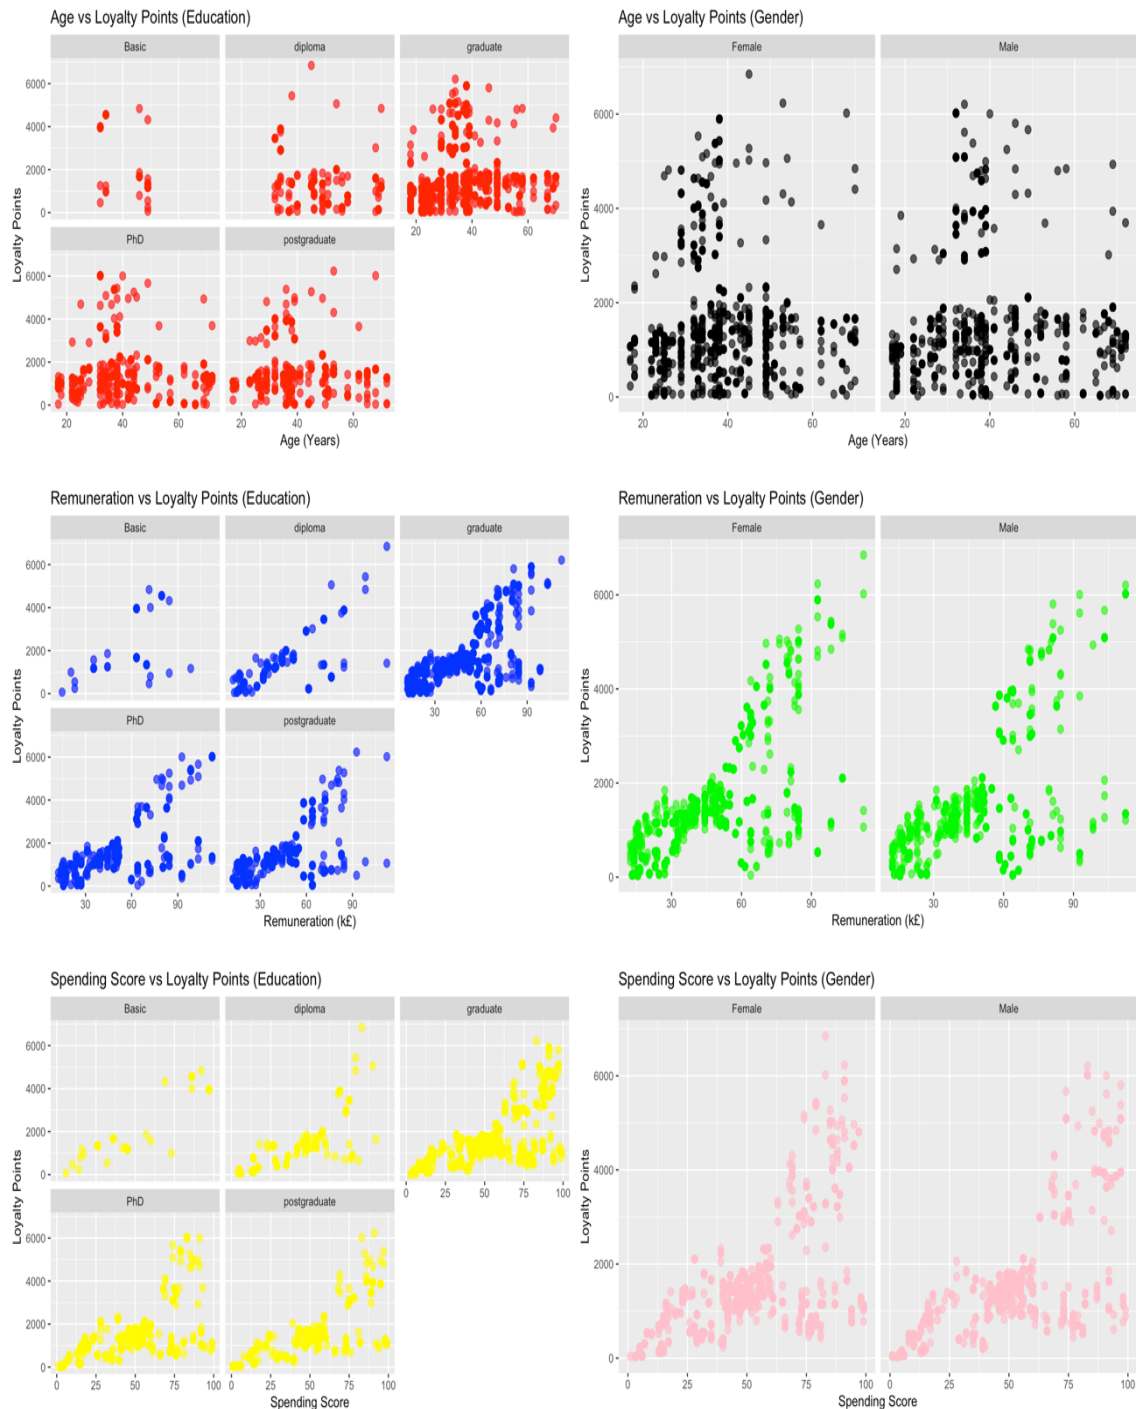 Age vs Loyalty Points (Education)
Basic diploma graduate
6000
4000
2000
0
20 40 60
PhD postgraduate
6000
4000
2000
0
20 40 60 20 40 60
Loyalty Points
Age (Years)
Age vs Loyalty Points (Gender)
Female Male
6000
4000
2000
0
20 40 60 20 40 60
Loyalty Points
Age (Years)
Remuneration vs Loyalty Points (Education)
Basic diploma graduate
6000
4000
2000
0
30 60 90
PhD postgraduate
6000
4000
2000
0
30 60 90 30 60 90
Loyalty Points
Remuneration (k£)
Remuneration vs Loyalty Points (Gender)
Female Male
6000
4000
2000
0
30 60 90 30 60 90
Loyalty Points
Remuneration (k£)
Spending Score vs Loyalty Points (Education)
Basic diploma graduate
6000
4000
2000
0
0 25 50 75 100
PhD postgraduate
6000
4000
2000
0
0 25 50 75 100 0 25 50 75 100
Loyalty Points
Spending Score
Spending Score vs Loyalty Points (Gender)
Female Male
6000
4000
2000
0
0 25 50 75 100 0 25 50 75 100
Loyalty Points
Spending Score